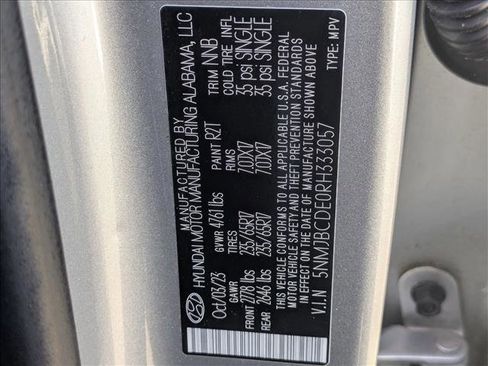 MANUFACTURED BY
HYUNDAI MOTOR MANUFACTURING ALABAMA, LLC
Oct/03/23 GVWR 4761 lbs PAINT R2T TRIM NNB
GAWR TIRES RIMS COLD TIRE INFL
FRONT 2778 lbs 235/65R17 7.0JX17 35 psi SINGLE
REAR 2646 lbs 235/65R17 7.0JX17 35 psi SINGLE
THIS VEHICLE CONFORMS TO ALL APPLICABLE U.S.A. FEDERAL
MOTOR VEHICLE SAFETY, BUMPER, AND THEFT PREVENTION STANDARDS
IN EFFECT ON THE DATE OF MANUFACTURE SHOWN ABOVE
V.I.N 5NMJBCDE0RH333057 TYPE: MPV